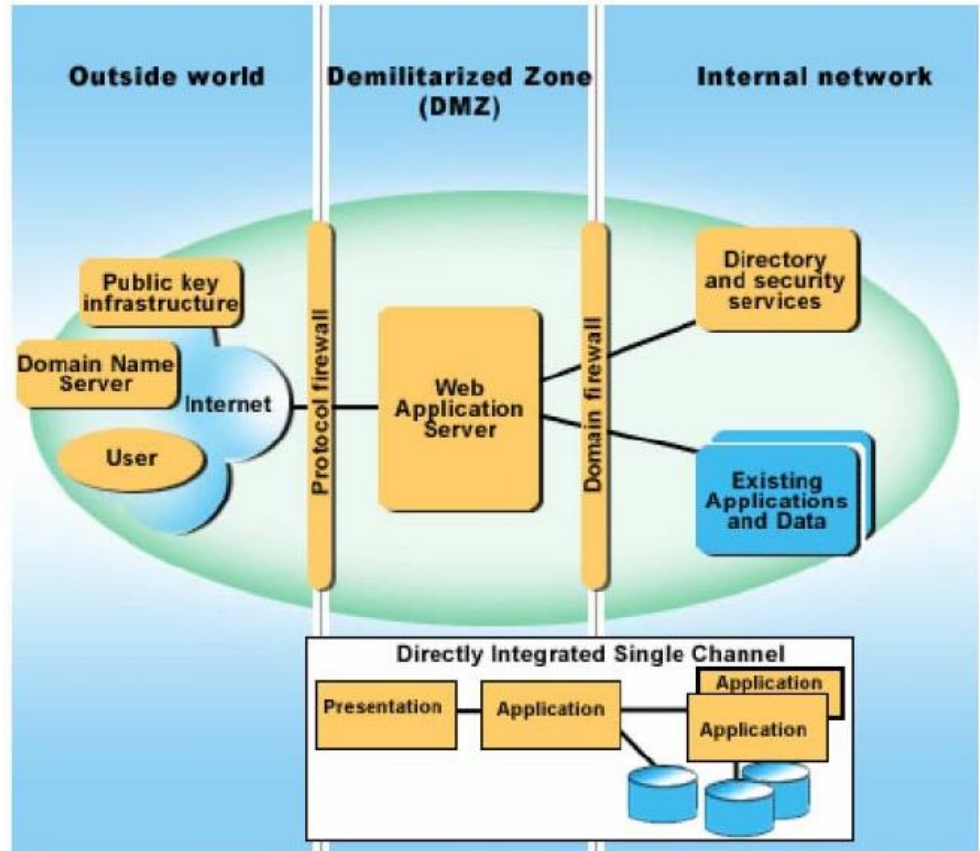 Outside world
Demilitarized Zone
(DMZ)
Internal network
Public key
infrastructure
Domain Name
Server
Internet
User
Protocol firewall
Web
Application
Server
Domain firewall
Directory
and security
services
Existing
Applications
and Data
Directly Integrated Single Channel
Presentation
Application
Application
Application